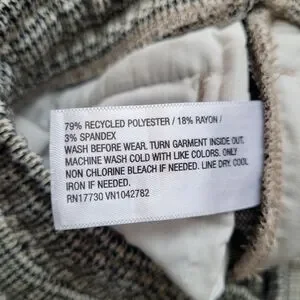 79% RECYCLED POLYESTER / 18% RAYON /
3% SPANDEX
WASH BEFORE WEAR. TURN GARMENT INSIDE OUT.
MACHINE WASH COLD WITH LIKE COLORS. ONLY
NON CHLORINE BLEACH IF NEEDED. LINE DRY. COOL
IRON IF NEEDED.
RN17730 VN1042782